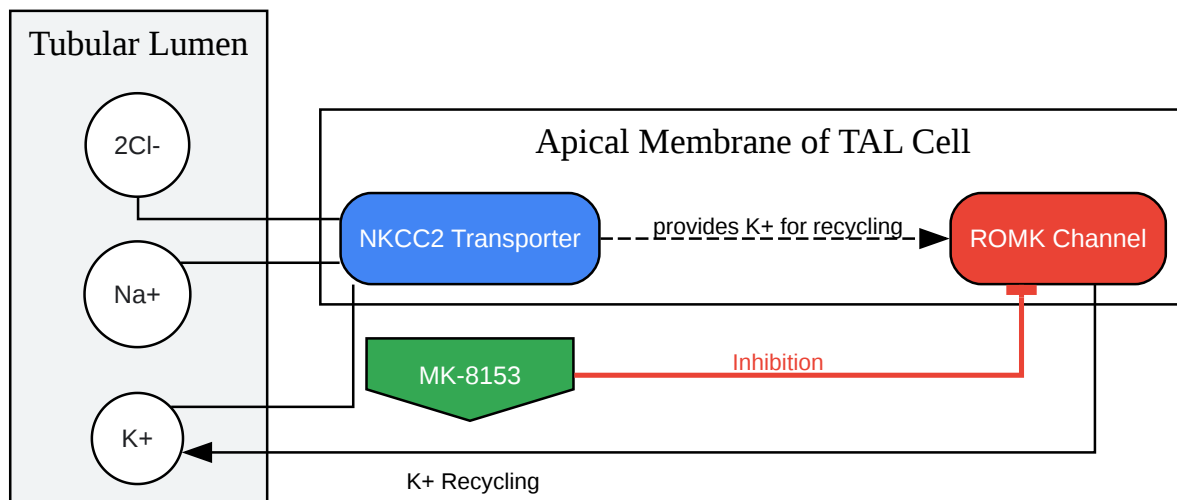 Tubular Lumen
2Cl-
Apical Membrane of TAL Cell
NKCC2 Transporter
provides K+ for recycling
ROMK Channel
Na+
MK-8153
Inhibition
K+
K+ Recycling